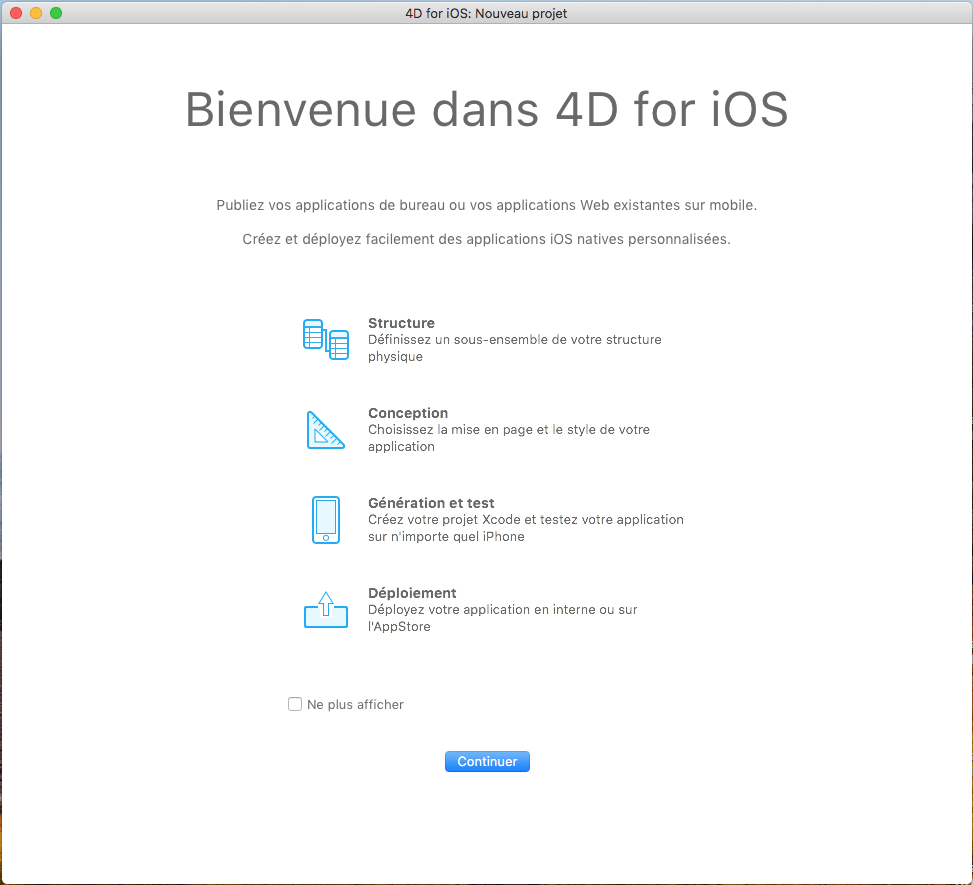 4D for iOS: Nouveau projet
Bienvenue dans 4D for iOS
Publiez vos applications de bureau ou vos applications Web existantes sur mobile.
Créez et déployez facilement des applications iOS natives personnalisées.
Structure
Définissez un sous-ensemble de votre structure
physique
Conception
Choisissez la mise en page et le style de votre
application
Génération et test
Créez votre projet Xcode et testez votre application
sur n'importe quel iPhone
Déploiement
Déployez votre application en interne ou sur
l'AppStore
Ne plus afficher
Continuer